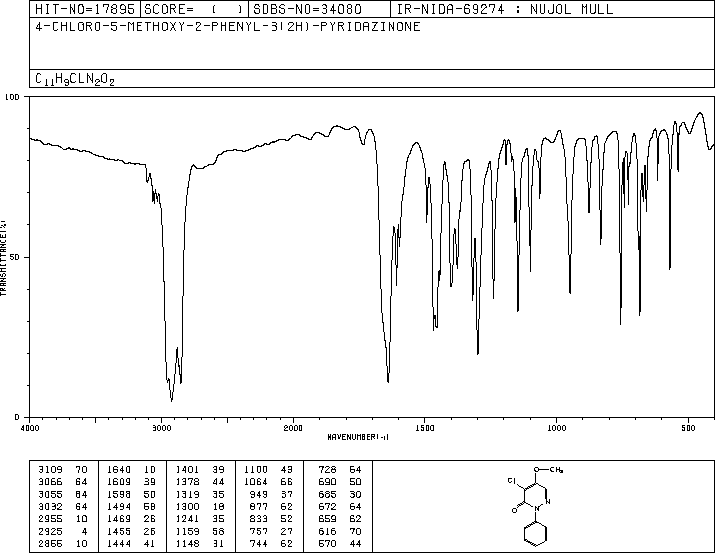 HIT-NO=17895 SCORE= ( ) SDBS-NO=34080 IR-NIDA-69274 : NUJOL MULL
4-CHLORO-5-METHOXY-2-PHENYL-3(2H)-PYRIDAZINONE
C11H9CLN2O2
100
50
0
TRANSMITTANCE(%)
4000 3000 2000 1500 1000 500
WAVENUMBER(-1)
3109 70 1640 10 1401 39 1100 43 728 64
3066 64 1609 39 1378 44 1064 66 690 50
3055 84 1598 50 1319 35 949 37 685 30
3032 64 1494 58 1300 18 877 62 672 64
2955 10 1469 26 1241 35 833 52 659 62
2925 4 1455 26 1159 58 757 27 616 70
2855 10 1444 41 1148 31 744 62 570 44
O—CH3
Cl
N
O N